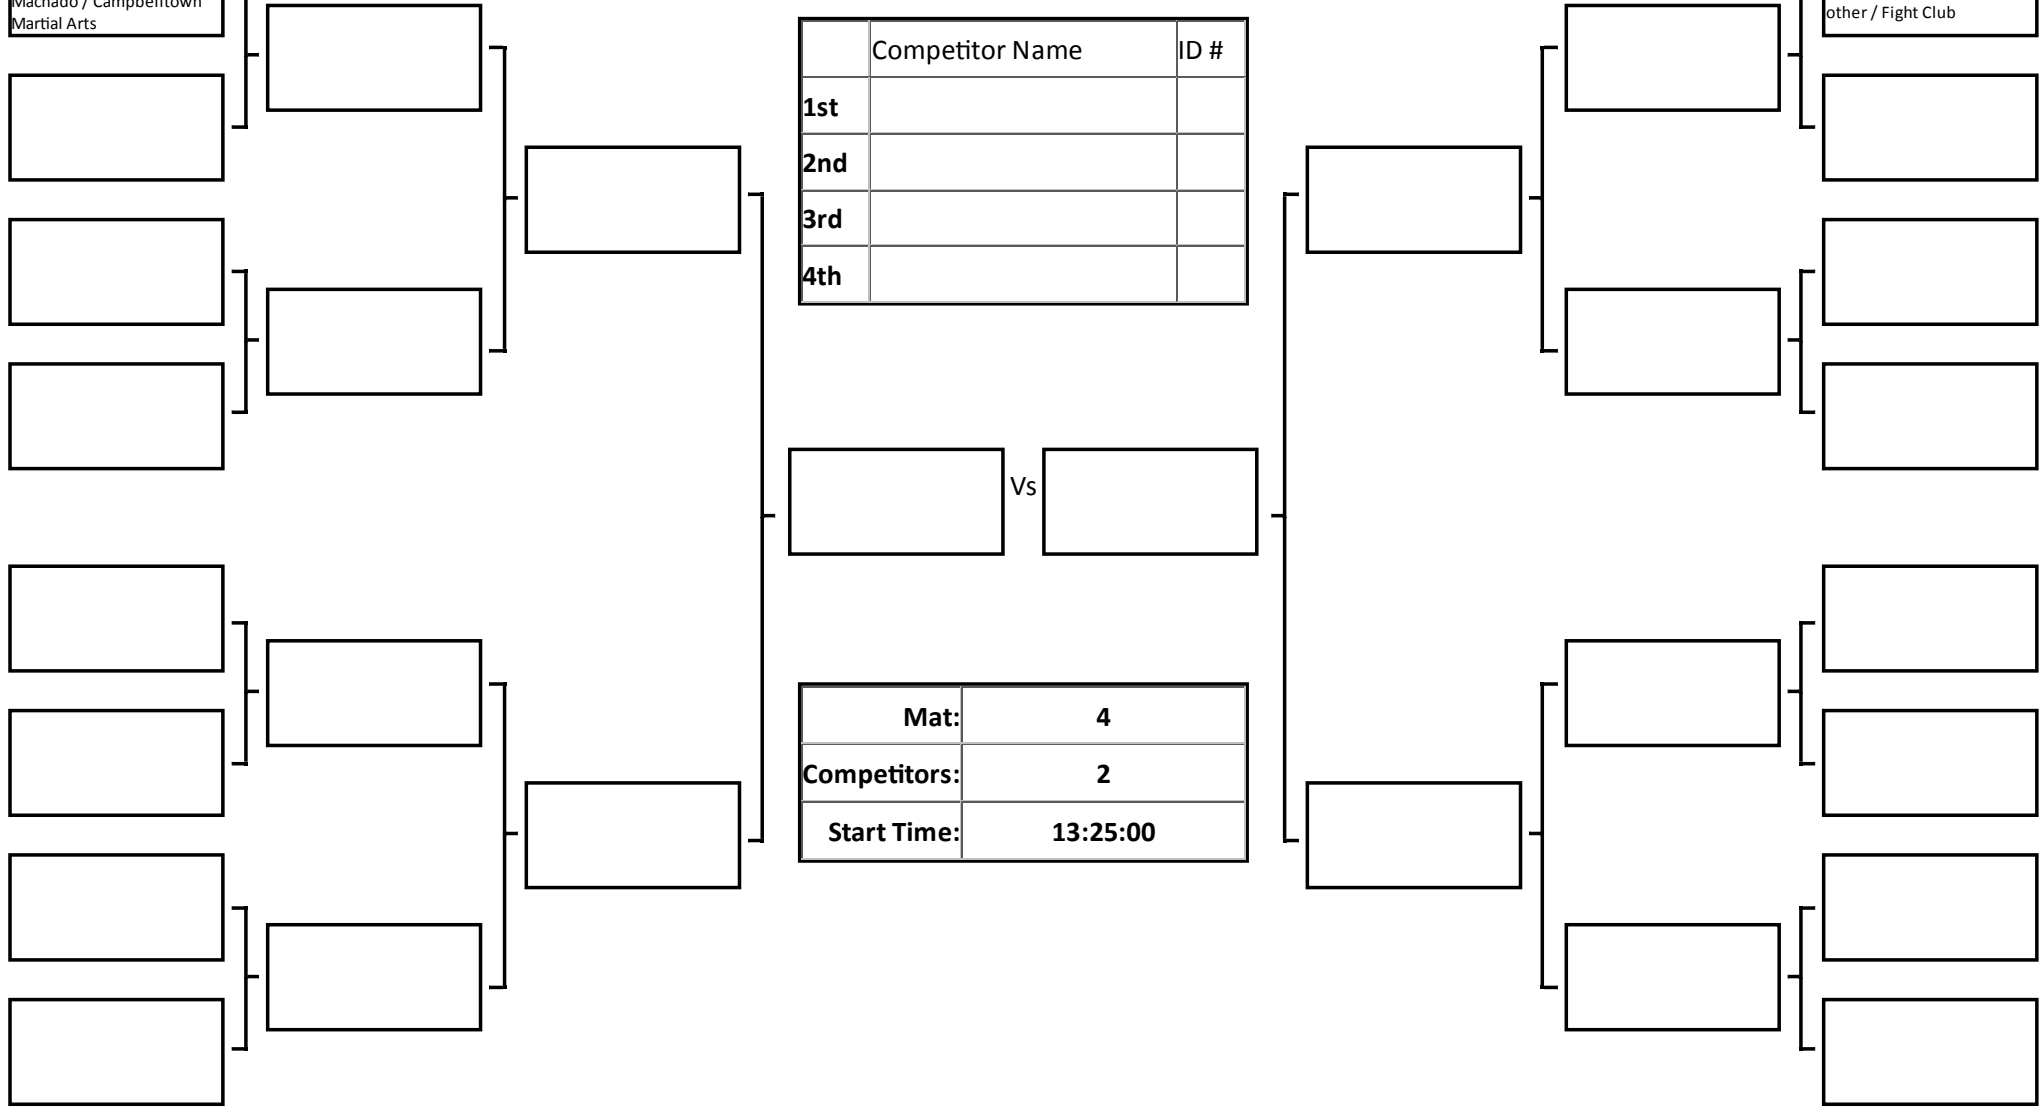 Machado / Campbelltown
Martial Arts
other / Fight Club
Competitor Name ID #
1st
2nd
3rd
4th
Vs
Mat: 4
Competitors: 2
Start Time: 13:25:00